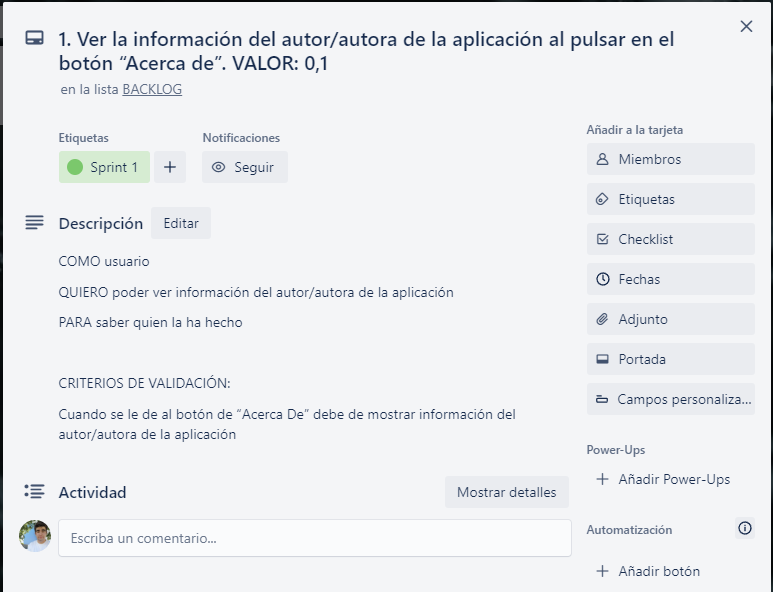 1. Ver la información del autor/autora de la aplicación al pulsar en el
botón “Acerca de”. VALOR: 0,1
en la lista BACKLOG
Etiquetas
Notificaciones
Sprint 1
Seguir
Descripción
Editar
COMO usuario
QUIERO poder ver información del autor/autora de la aplicación
PARA saber quien la ha hecho
CRITERIOS DE VALIDACIÓN:
Cuando se le de al botón de “Acerca De” debe de mostrar información del
autor/autora de la aplicación
Actividad
Mostrar detalles
Escriba un comentario...
Añadir a la tarjeta
Miembros
Etiquetas
Checklist
Fechas
Adjunto
Portada
Campos personaliza...
Power-Ups
+ Añadir Power-Ups
Automatización
+ Añadir botón